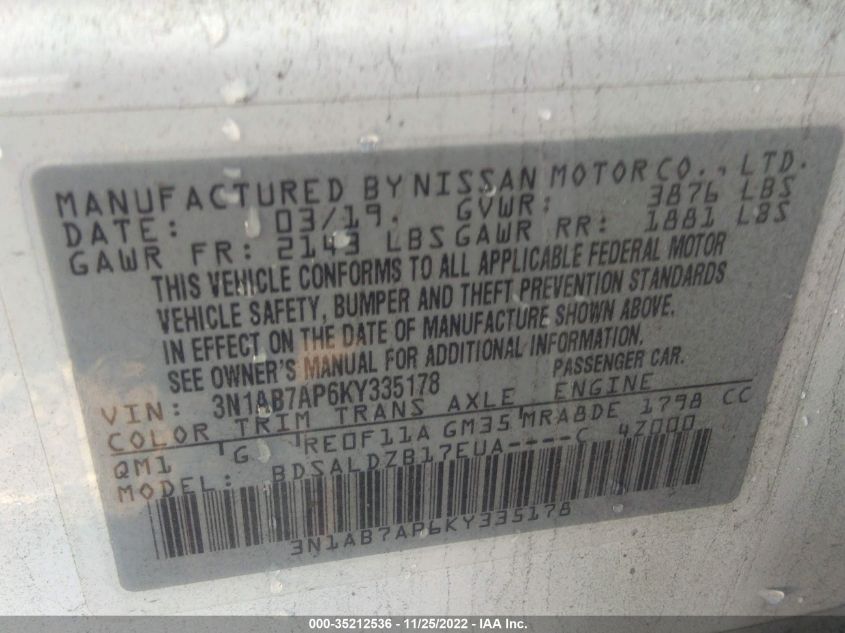 MANUFACTURED BY NISSAN MOTOR CO., LTD.
DATE: 03/19. GVWR: 3876 LBS
GAWR FR: 2143 LBS GAWR RR: 1881 LBS
THIS VEHICLE CONFORMS TO ALL APPLICABLE FEDERAL MOTOR
VEHICLE SAFETY, BUMPER AND THEFT PREVENTION STANDARDS
IN EFFECT ON THE DATE OF MANUFACTURE SHOWN ABOVE.
SEE OWNER'S MANUAL FOR ADDITIONAL INFORMATION.
VIN: 3N1AB7AP6KY335178 PASSENGER CAR.
COLOR TRIM TRANS AXLE ENGINE
QM1 G RE0F11A GM35 MRA8DE 1798 CC
MODEL: BDSALDZB17EUA----C 4Z000
3N1AB7AP6KY335178
000-35212536 - 11/25/2022 - IAA Inc.